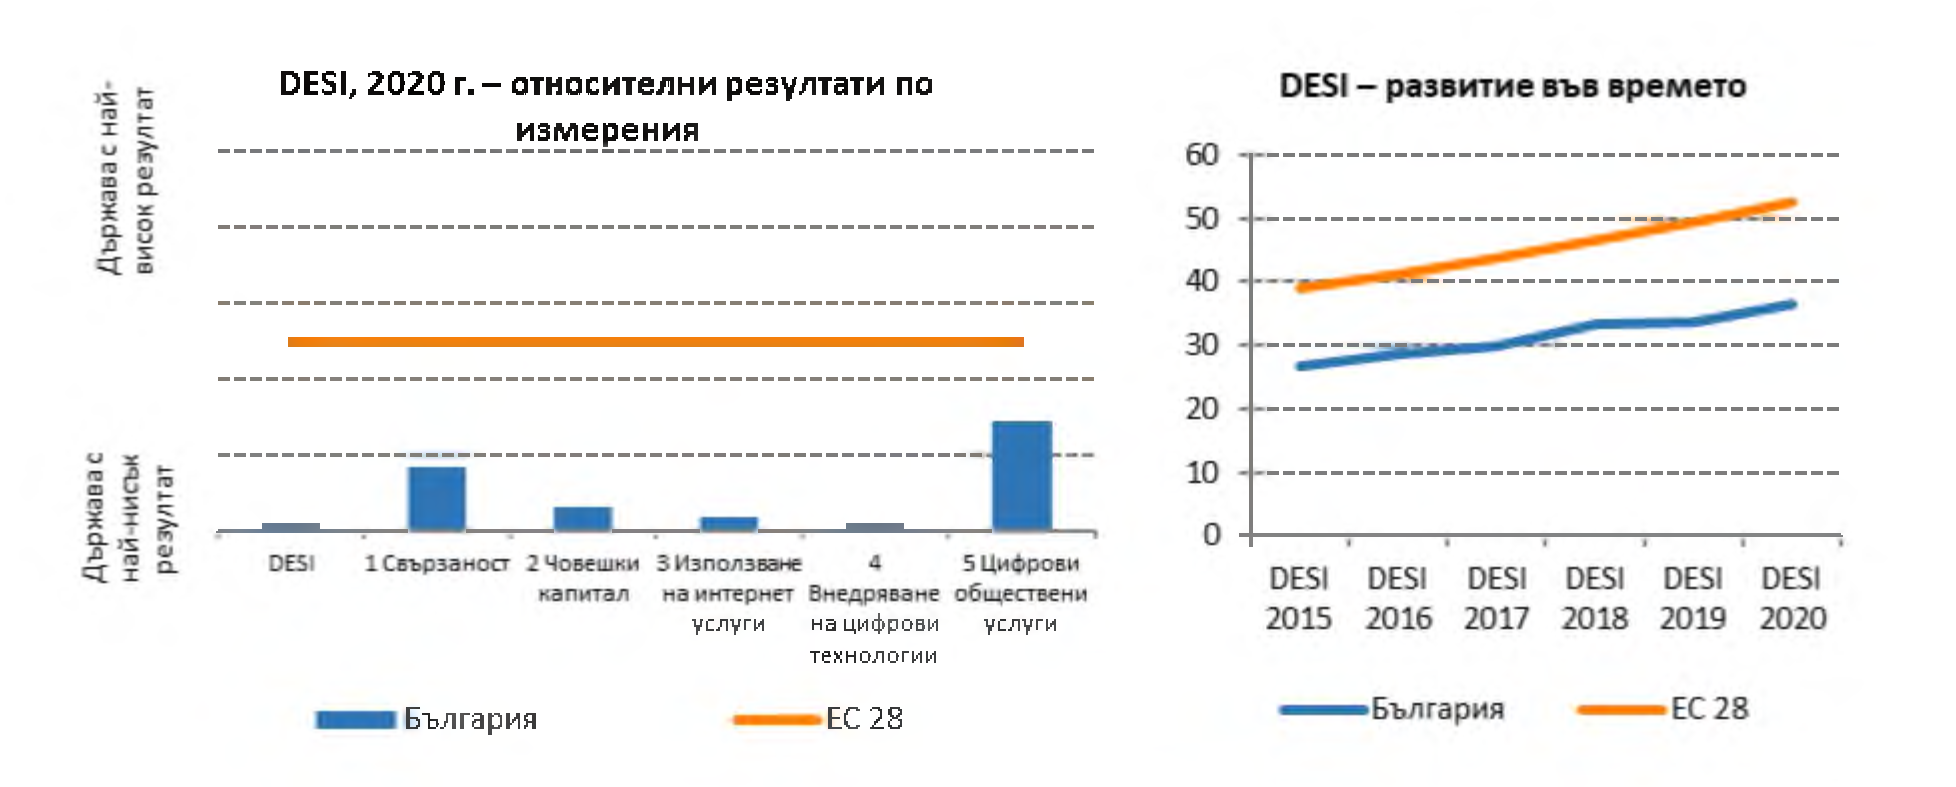 DESI, 2020 г. – относителни резултати по
измерения
Държава с най-
висок резултат
Държава с
най-нисък
резултат
DESI
1 Свързаност
2 Човешки
капитал
3 Използване
на интернет
услуги
4
Внедряване
на цифрови
технологии
5 Цифрови
обществени
услуги
България
ЕС 28
DESI – развитие във времето
60
50
40
30
20
10
0
DESI
2015
DESI
2016
DESI
2017
DESI
2018
DESI
2019
DESI
2020
България
ЕС 28